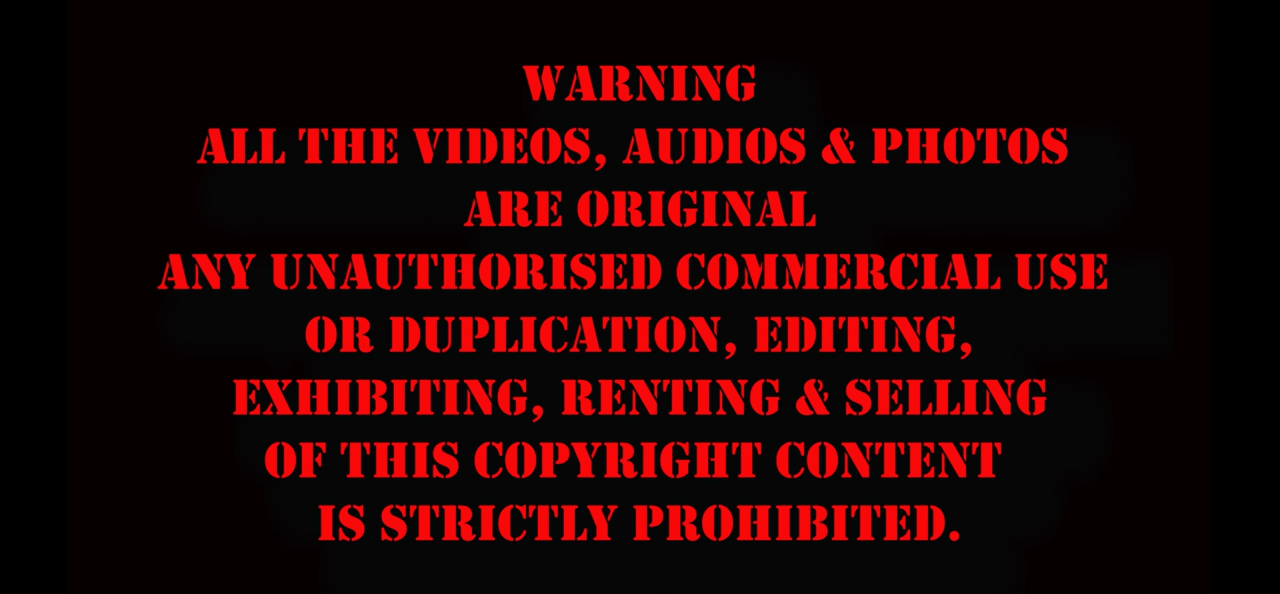 WARNING
ALL THE VIDEOS, AUDIOS & PHOTOS
ARE ORIGINAL
ANY UNAUTHORISED COMMERCIAL USE
OR DUPLICATION, EDITING,
EXHIBITING, RENTING & SELLING
OF THIS COPYRIGHT CONTENT
IS STRICTLY PROHIBITED.